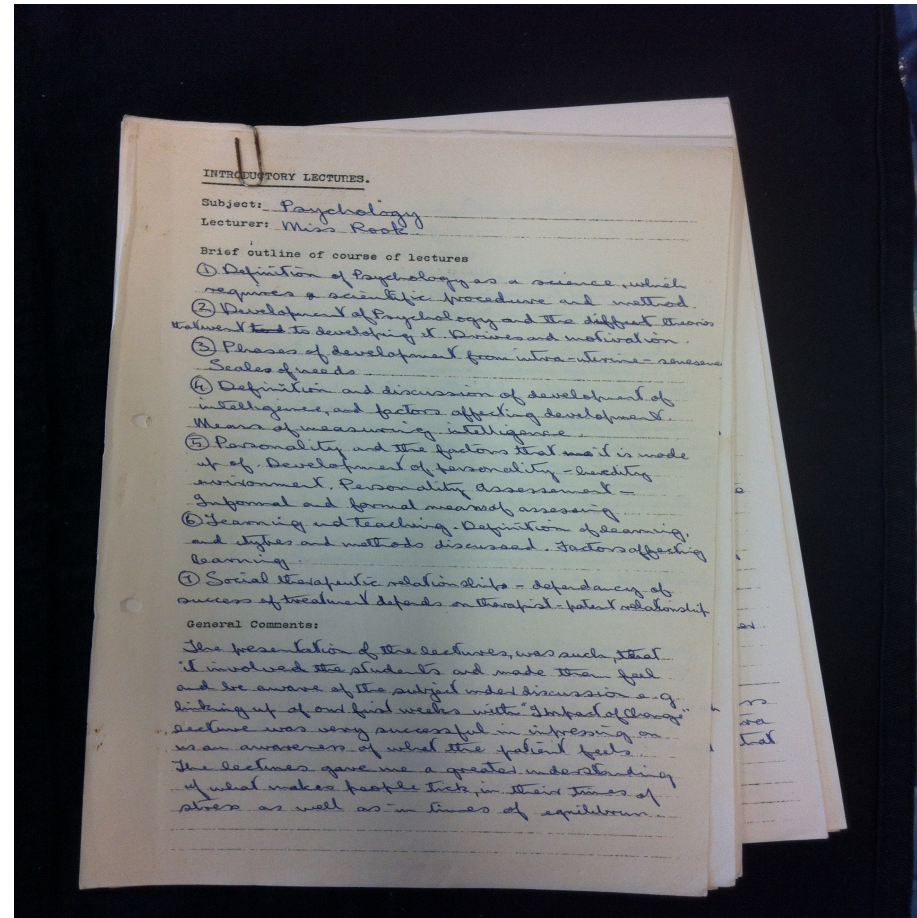 INTRODUCTORY LECTURES.
Subject: Psychology
Lecturer: Miss Rook
Brief outline of course of lectures
① Definition of Psychology as a science, which
requires a scientific procedure and method.
② Development of Psychology and the different theories
that went to developing it. Drives and motivation.
③ Phrases of development from intra-uterine -
Scales of needs
④ Definition and discussion of development of
intelligence, and factors affecting development.
Means of measuring intelligence.
⑤ Personality and the factors that it is made
up of. Development of personality - heredity
environment. Personality assessement -
Informal and formal means of assessing
⑥ Learning and teaching. Definition of learning,
and types and methods discussed. Factors affecting
learning.
⑦ Social therapeutic relationships - dependancy of
success of treatment depends on therapist-patient relationship
General Comments:
The presentation of the lectures, was such, that
it involved the students and made them feel
and be aware of the subject under discussion e.g.
linking up of our first weeks with "Impact of Change"
lecture was very successful in inpressing on
us an awareness of what the patient feels
The lectures gave me a greater understanding
of what makes people tick, in their times of
stress as well as in times of
that